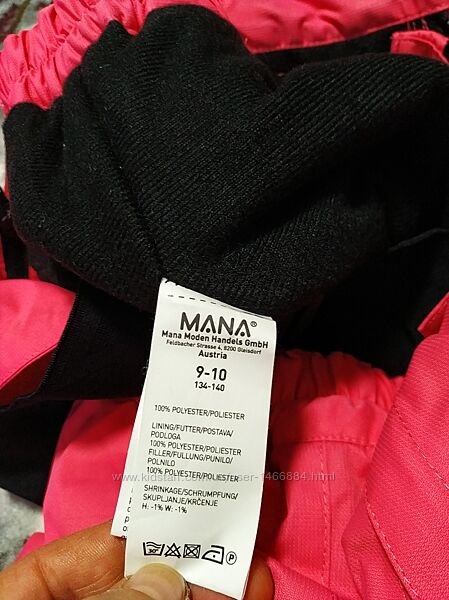 MANA®
Mana Moden Handels GmbH
Feldbacher Strasse 4, 8200 Gleisdorf
Austria
9-10
134-140
100% POLYESTER/POLIESTER
LINING/FUTTER/POSTAVA/
PODLOGA
100% POLYESTER/POLIESTER
FILLER/FULLUNG/PUNILO/
POLNILO
100% POLYESTER/POLIESTER
SHRINKAGE/SCHRUMPFUNG/
SKUPLJANJE/KRČENJE
H: -1% W: -1%
30°
P